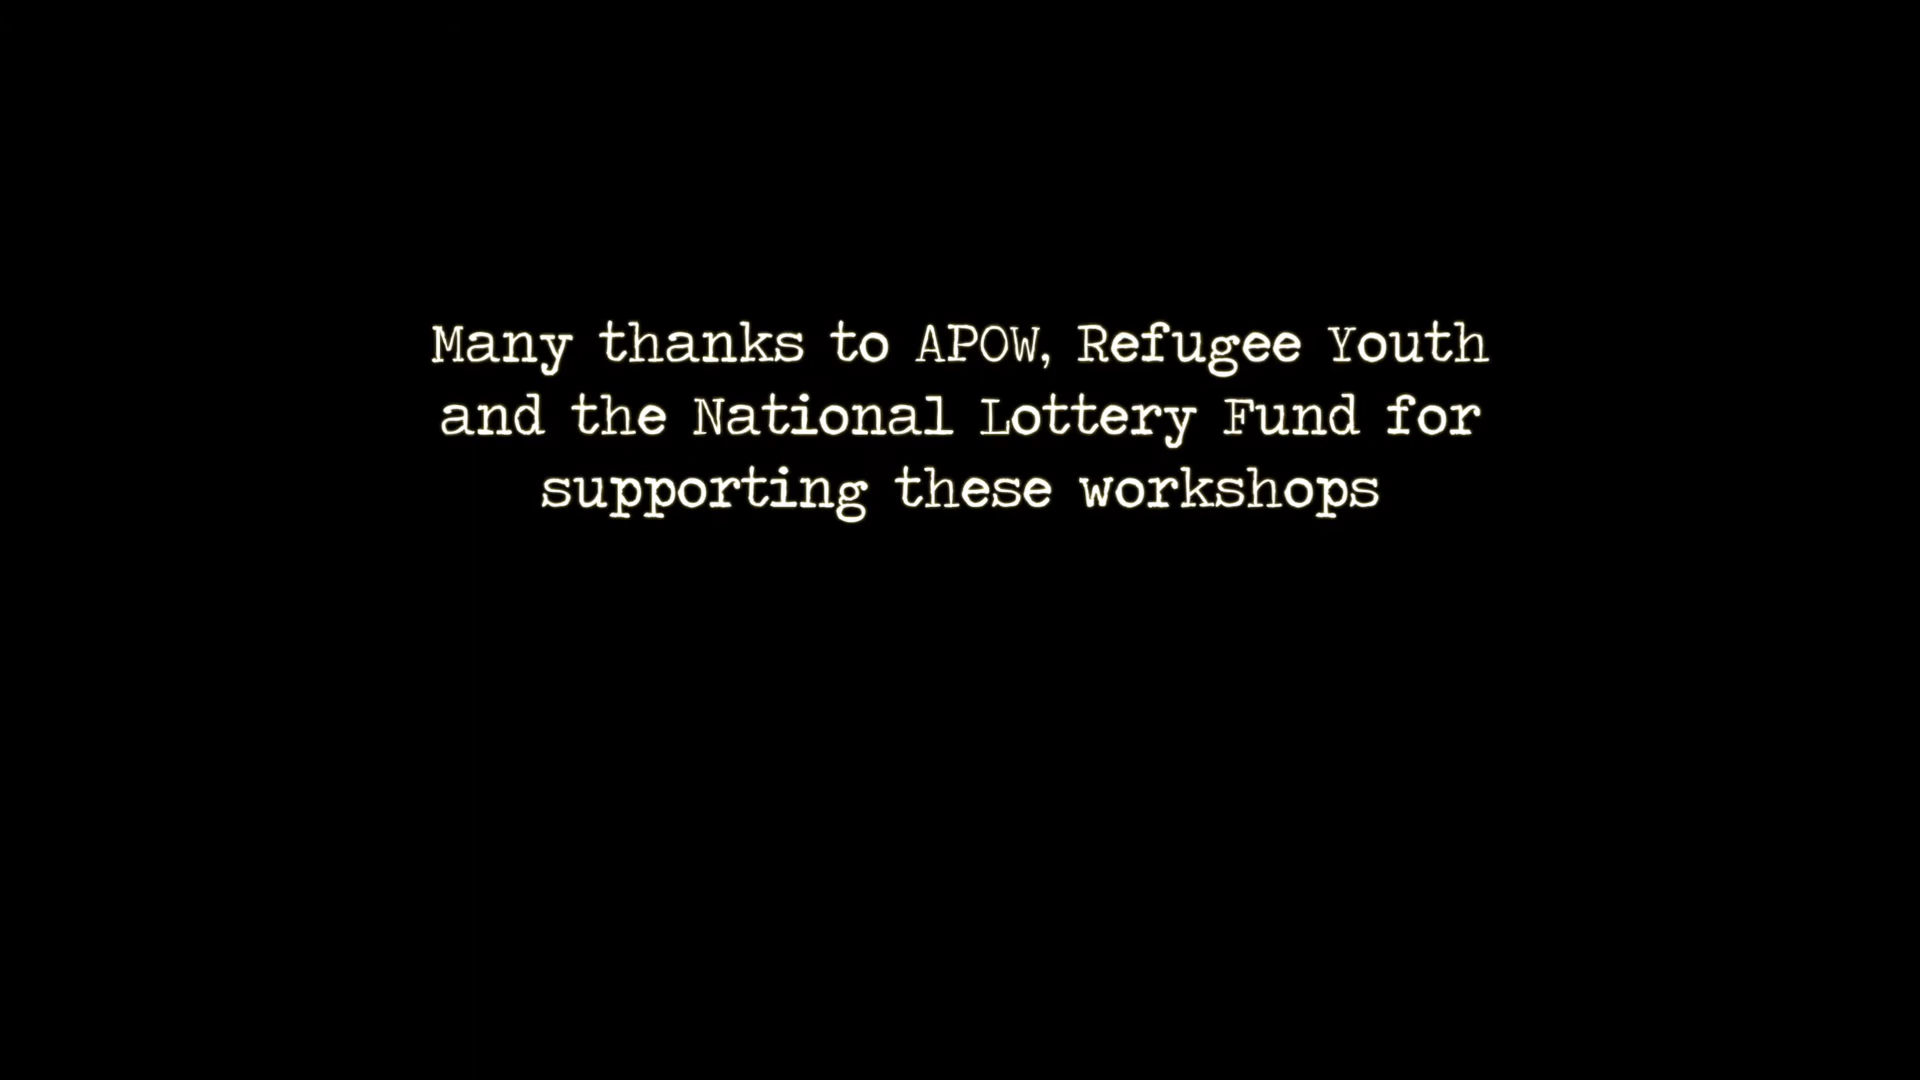 Many thanks to APOW, Refugee Youth
and the National Lottery Fund for
supporting these workshops